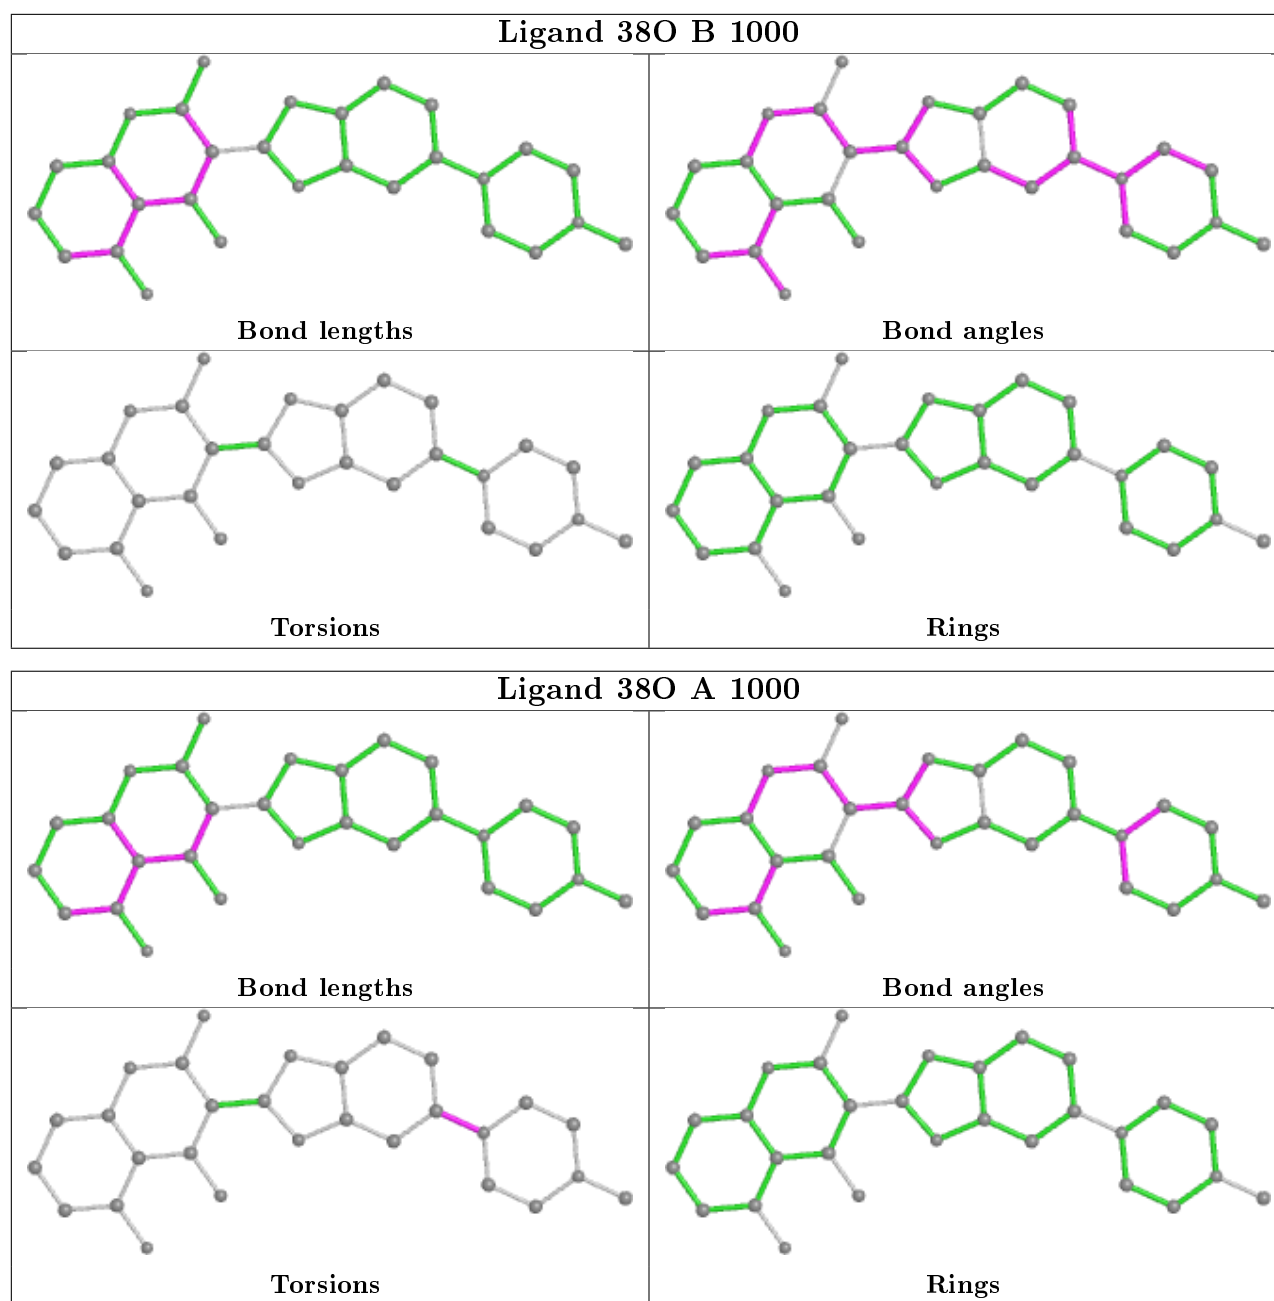 Ligand 38O B 1000
Bond lengths
Bond angles
Torsions
Rings
Ligand 38O A 1000
Bond lengths
Bond angles
Torsions
Rings